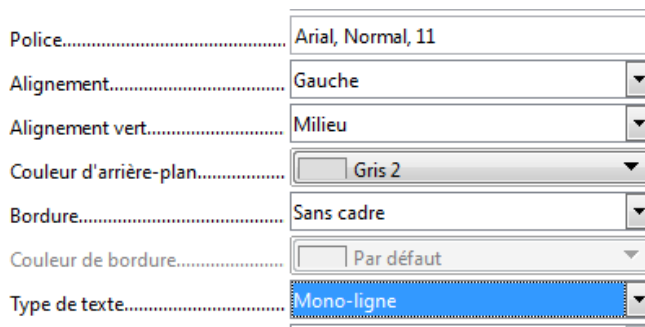 Police............................................ Arial, Normal, 11
Alignement................................... Gauche
Alignement vert........................... Milieu
Couleur d'arrière-plan................. Gris 2
Bordure......................................... Sans cadre
Couleur de bordure..................... Par défaut
Type de texte................................ Mono-ligne